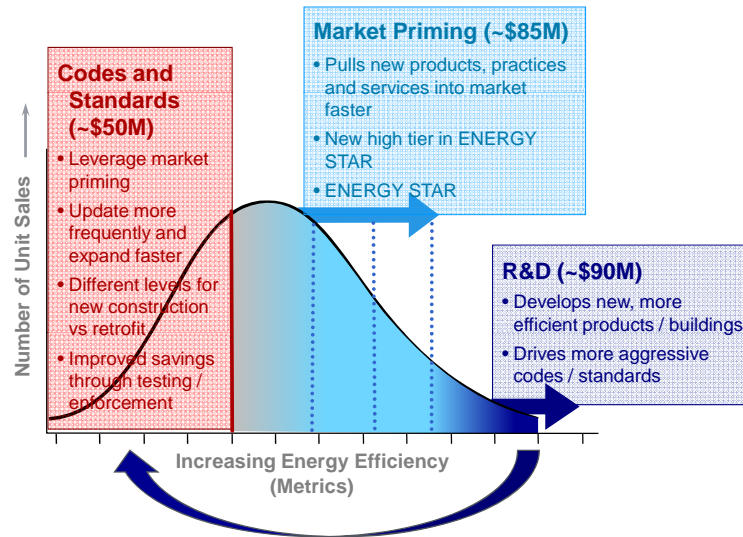 Codes and
Standards
(~$50M)
• Leverage market
priming
• Update more
frequently and
expand faster
• Different levels for
new construction
vs retrofit
• Improved savings
through testing /
enforcement
Market Priming (~$85M)
• Pulls new products, practices
and services into market
faster
• New high tier in ENERGY
STAR
• ENERGY STAR
R&D (~$90M)
• Develops new, more
efficient products / buildings
• Drives more aggressive
codes / standards
Number of Unit Sales
Increasing Energy Efficiency
(Metrics)